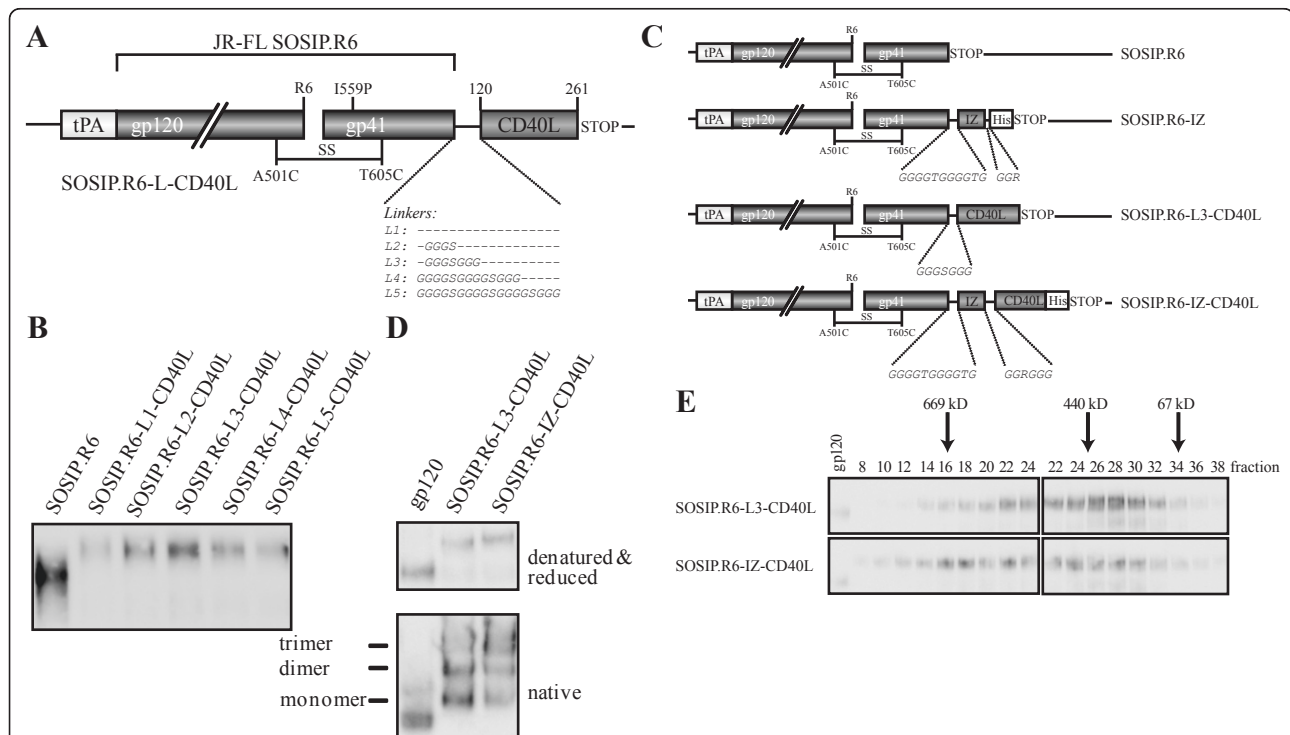 A
JR-FL SOSIP.R6
R6
I559P
120
261
tPA
gp120
gp41
CD40L
STOP
SS
A501C
T605C
SOSIP.R6-L-CD40L
Linkers:
L1: -----------------
L2: -GGGS------------
L3: -GGGSGGG----------
L4: GGGGSGGGGSGGG-----
L5: GGGGSGGGGSGGGGSGGG
B
SOSIP.R6
SOSIP.R6-L1-CD40L
SOSIP.R6-L2-CD40L
SOSIP.R6-L3-CD40L
SOSIP.R6-L4-CD40L
SOSIP.R6-L5-CD40L
D
gp120
SOSIP.R6-L3-CD40L
SOSIP.R6-IZ-CD40L
denatured &
reduced
trimer
dimer
monomer
native
C
R6
tPA gp120 gp41 STOP SOSIP.R6
SS
A501C T605C
R6
tPA gp120 gp41 IZ His STOP SOSIP.R6-IZ
SS
A501C T605C
GGGGTGGGGTG GGR
R6
tPA gp120 gp41 CD40L STOP SOSIP.R6-L3-CD40L
SS
A501C T605C
GGGSGGG
R6
tPA gp120 gp41 IZ CD40L His STOP SOSIP.R6-IZ-CD40L
SS
A501C T605C
GGGGTGGGGTG GGRGGG
E
669 kD 440 kD 67 kD
gp120 8 10 12 14 16 18 20 22 24 22 24 26 28 30 32 34 36 38 fraction
SOSIP.R6-L3-CD40L
SOSIP.R6-IZ-CD40L